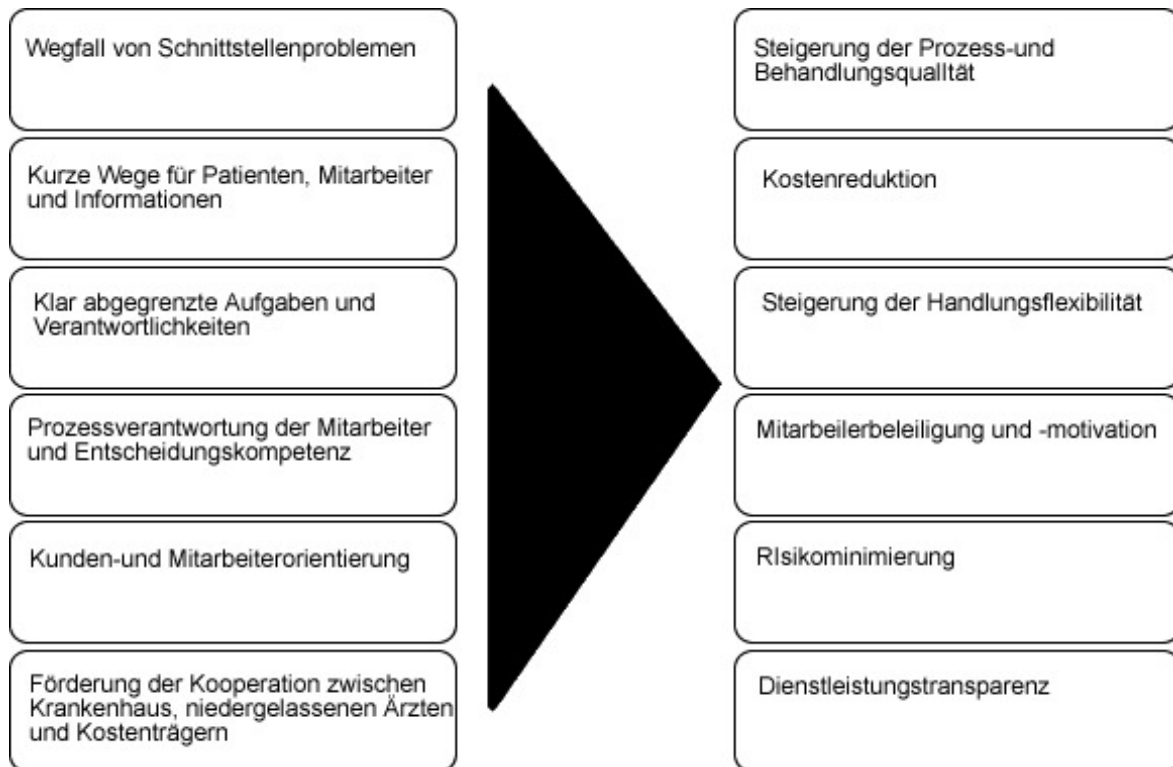 Wegfall von Schnittstellenproblemen
Kurze Wege für Patienten, Mitarbeiter
und Informationen
Klar abgegrenzte Aufgaben und
Verantwortlichkeiten
Prozessverantwortung der Mitarbeiter
und Entscheidungskompetenz
Kunden-und Mitarbeiterorientierung
Förderung der Kooperation zwischen
Krankenhaus, niedergelassenen Ärzten
und Kostenträgern
Steigerung der Prozess-und
Behandlungsqualltät
Kostenreduktion
Steigerung der Handlungsflexibilität
Mitarbeilerbeleiligung und -motivation
RIsikominimierung
Dienstleistungstransparenz